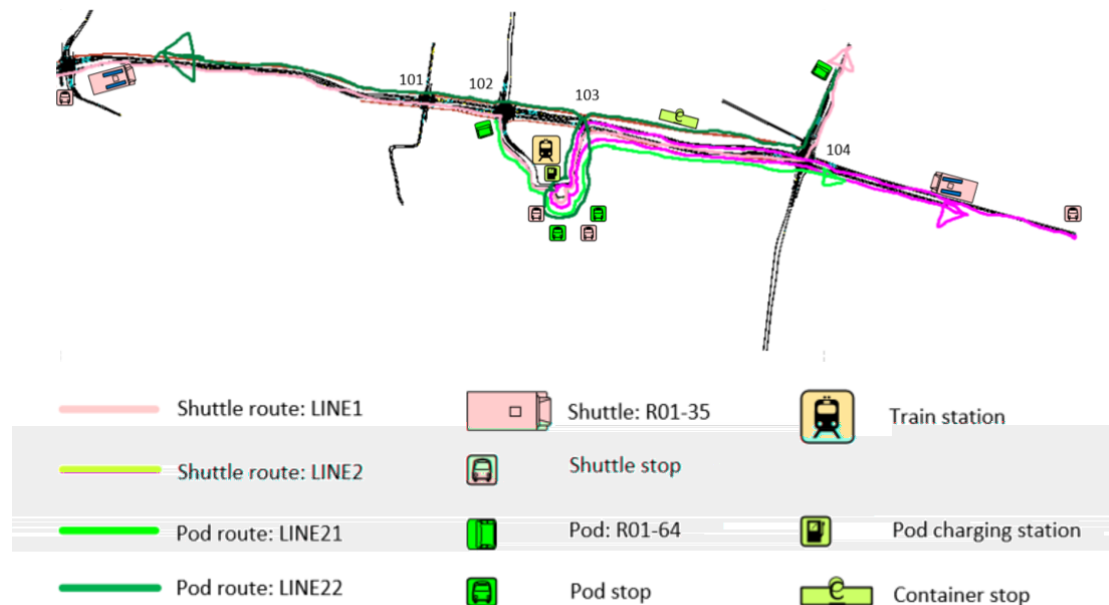 101
102
103
104
Shuttle route: LINE1
Shuttle: R01-35
Train station
Shuttle route: LINE2
Shuttle stop
Pod route: LINE21
Pod: R01-64
Pod charging station
Pod route: LINE22
Pod stop
e
Container stop